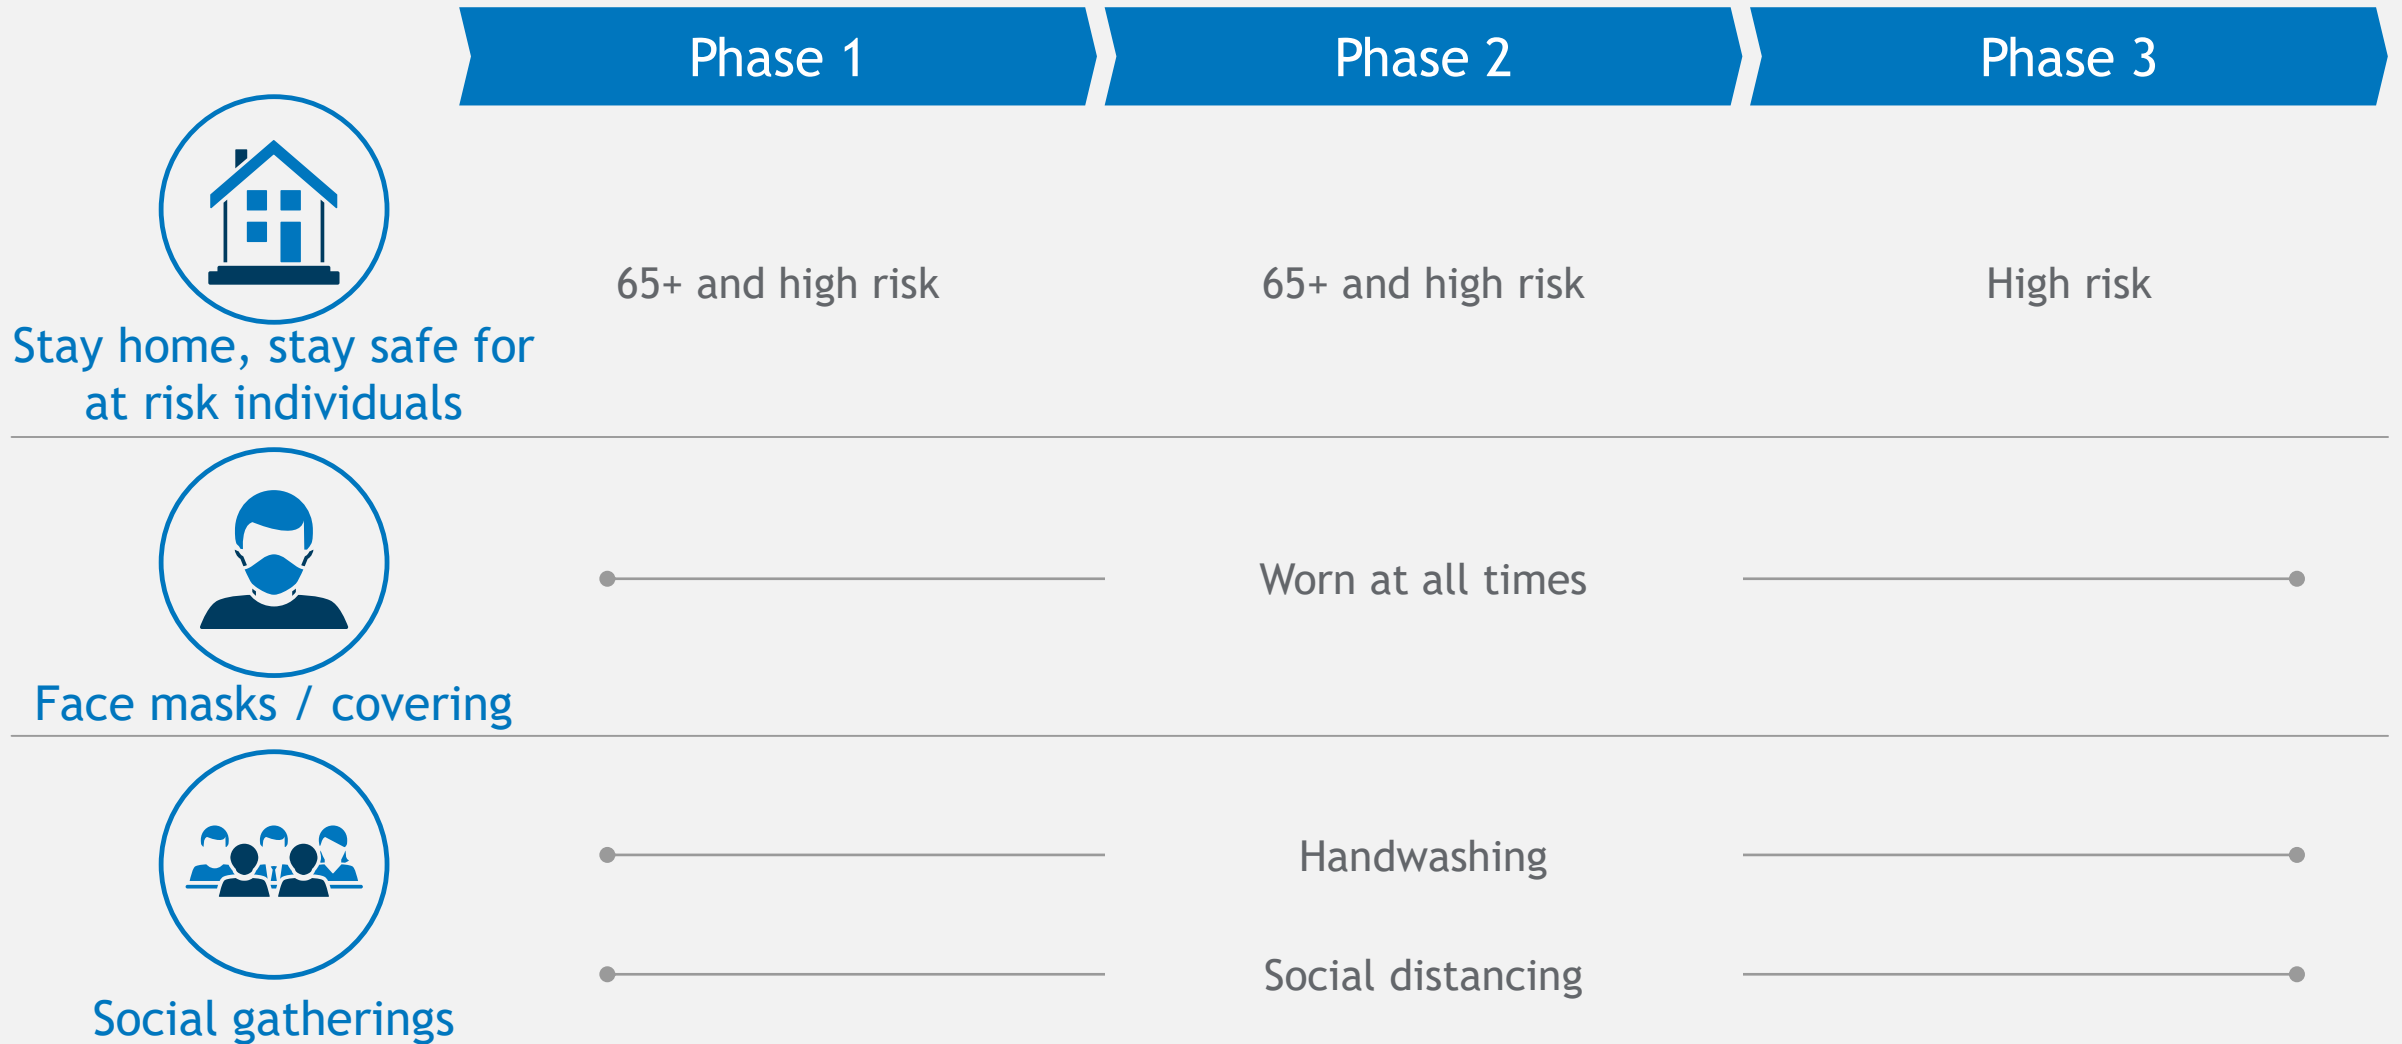 Phase 1
Phase 2
Phase 3
Stay home, stay safe for
at risk individuals
65+ and high risk
65+ and high risk
High risk
Face masks / covering
Worn at all times
Social gatherings
Handwashing
Social distancing